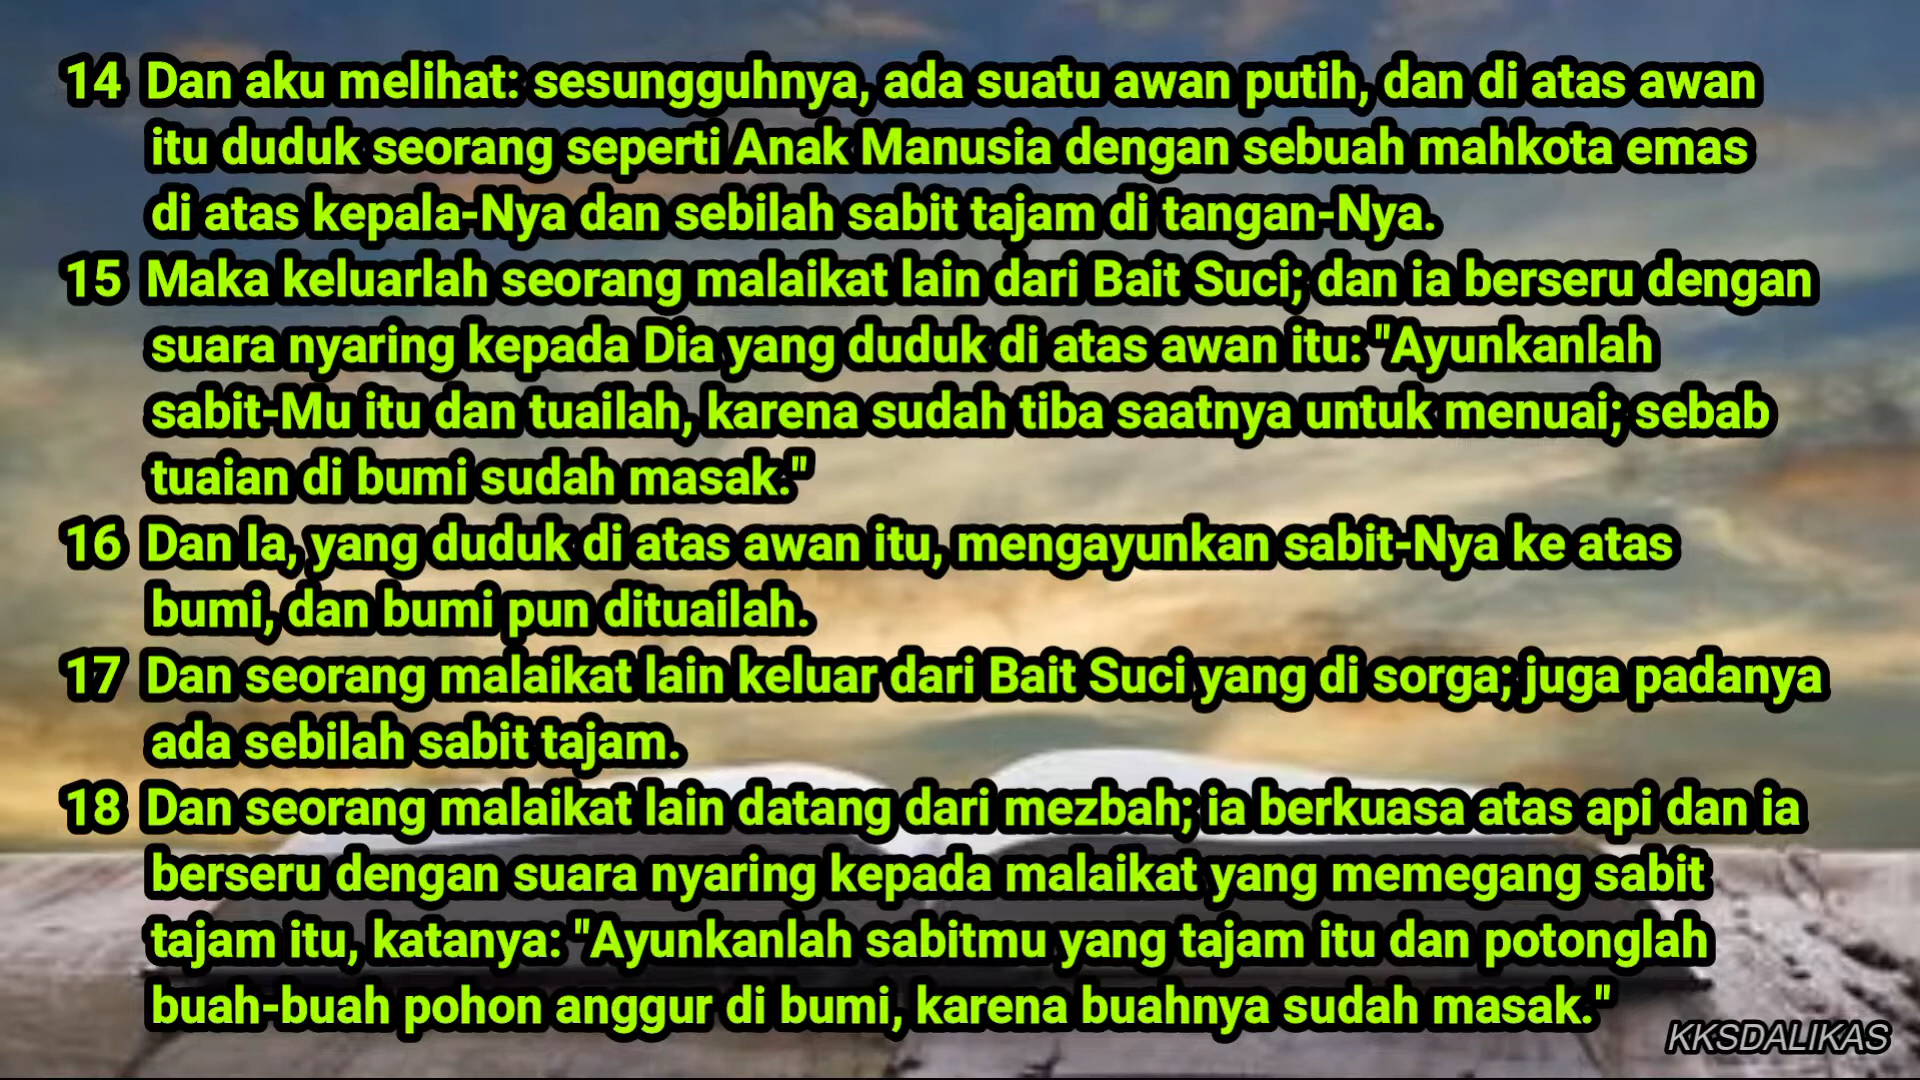 14 Dan aku melihat: sesungguhnya, ada suatu awan putih, dan di atas awan
itu duduk seorang seperti Anak Manusia dengan sebuah mahkota emas
di atas kepala-Nya dan sebilah sabit tajam di tangan-Nya.
15 Maka keluarlah seorang malaikat lain dari Bait Suci; dan ia berseru dengan
suara nyaring kepada Dia yang duduk di atas awan itu: "Ayunkanlah
sabit-Mu itu dan tuailah, karena sudah tiba saatnya untuk menuai; sebab
tuaian di bumi sudah masak."
16 Dan Ia, yang duduk di atas awan itu, mengayunkan sabit-Nya ke atas
bumi, dan bumi pun dituailah.
17 Dan seorang malaikat lain keluar dari Bait Suci yang di sorga; juga padanya
ada sebilah sabit tajam.
18 Dan seorang malaikat lain datang dari mezbah; ia berkuasa atas api dan ia
berseru dengan suara nyaring kepada malaikat yang memegang sabit
tajam itu, katanya: "Ayunkanlah sabitmu yang tajam itu dan potonglah
buah-buah pohon anggur di bumi, karena buahnya sudah masak."
KKSDALIKAS